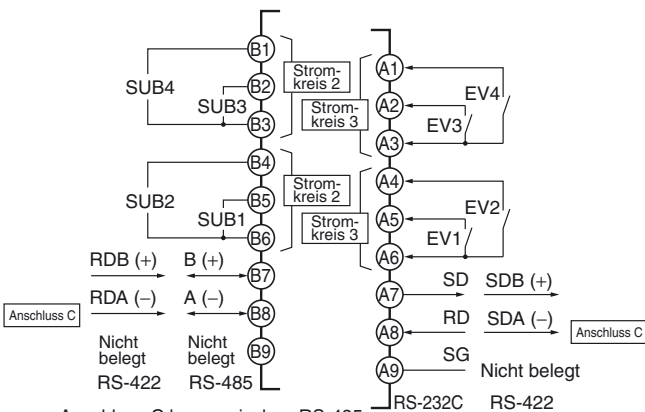 B1
B2
B3
SUB4
SUB3
Strom-
kreis 2
B4
B5
B6
SUB2
SUB1
Strom-
kreis 2
RDB (+)
B (+)
B7
RDA (−)
A (−)
B8
Anschluss C
Nicht
belegt
Nicht
belegt
B9
RS-422
RS-485
A1
A2
A3
Strom-
kreis 3
EV4
EV3
A4
A5
A6
Strom-
kreis 3
EV2
EV1
A7
SD
SDB (+)
A8
RD
SDA (−)
Anschluss C
A9
SG
Nicht belegt
RS-232C
RS-422